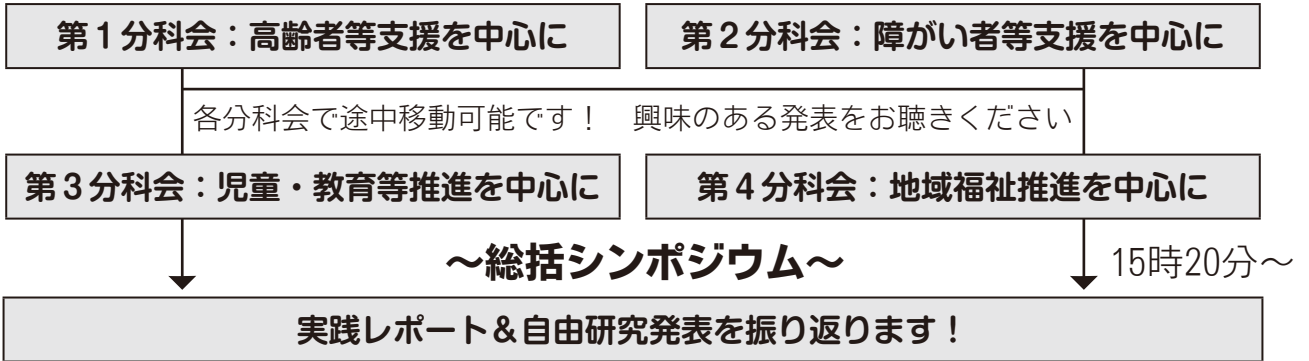 第1分科会：高齢者等支援を中心に
第2分科会：障がい者等支援を中心に
各分科会で途中移動可能です！　興味のある発表をお聴きください
第3分科会：児童・教育等推進を中心に
第4分科会：地域福祉推進を中心に
〜総括シンポジウム〜
15時20分〜
実践レポート＆自由研究発表を振り返ります！